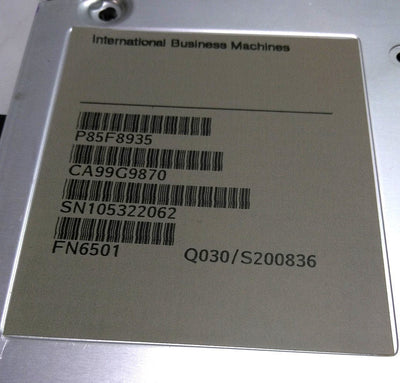 International Business Machines
P85F8935
CA99G9870
SN105322062
FN6501 Q030/S200836